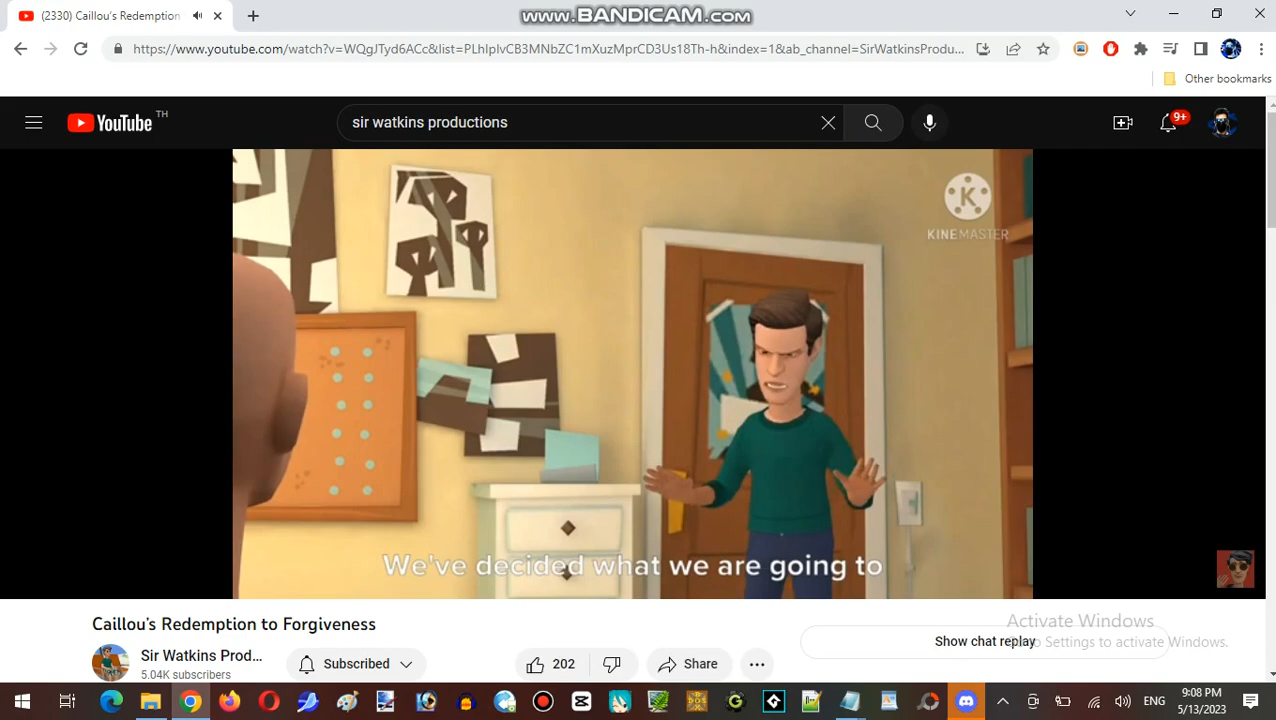 www.BANDICAM.com
(2330) Caillou's Redemption
https://www.youtube.com/watch?v=WQgJTyd6ACc&list=PLhIplvCB5MNbZC1mXuzMprCD3Us18Th-h&index=1&ab_channel=SirWatkinsProdu...
Other bookmarks
YouTube TH
sir watkins productions
9+
K
KINEMASTER
We've decided what we are going to
Caillou's Redemption to Forgiveness
Activate Windows
Show chat replay
Go to Settings to activate Windows.
Sir Watkins Prod...
5.04K subscribers
Subscribed
202
Share
ENG
9:08 PM
5/13/2023